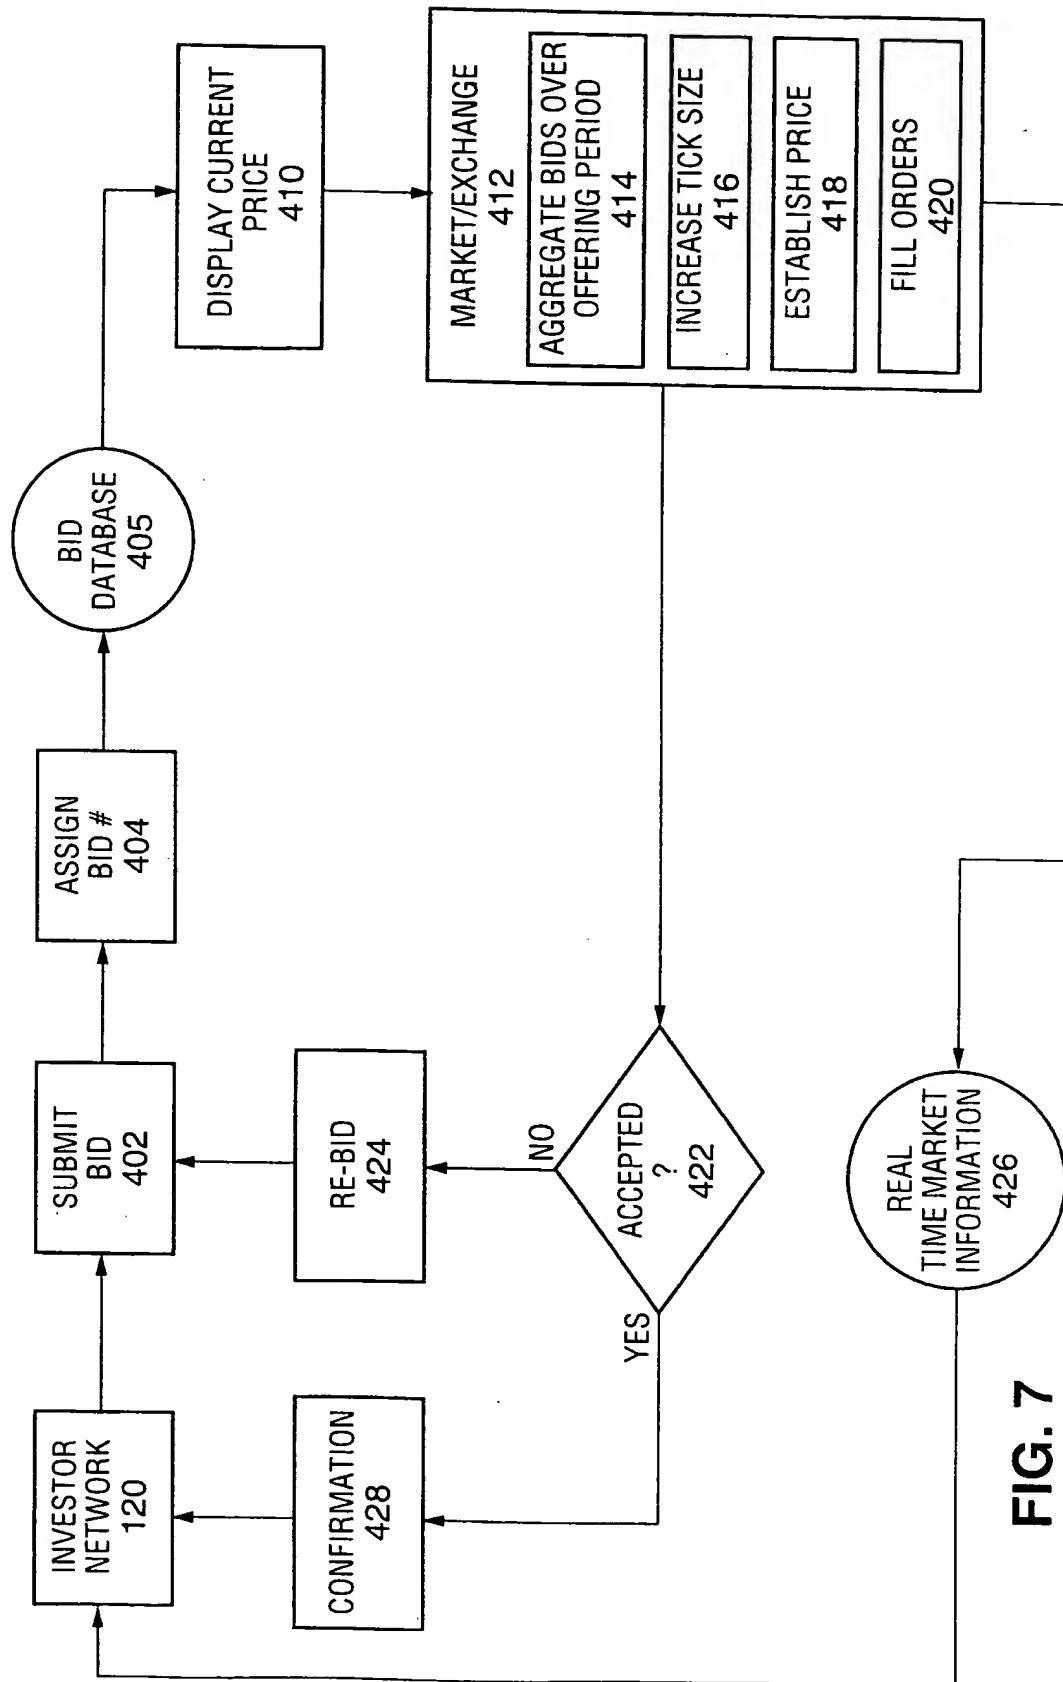 INVESTOR
NETWORK
120
SUBMIT
BID
402
ASSIGN
BID #
404
BID
DATABASE
405
DISPLAY CURRENT
PRICE
410
CONFIRMATION
428
RE-BID
424
MARKET/EXCHANGE
412
AGGREGATE BIDS OVER
OFFERING PERIOD
414
INCREASE TICK SIZE
416
ESTABLISH PRICE
418
FILL ORDERS
420
YES
NO
ACCEPTED
?
422
REAL
TIME MARKET
INFORMATION
426
FIG. 7